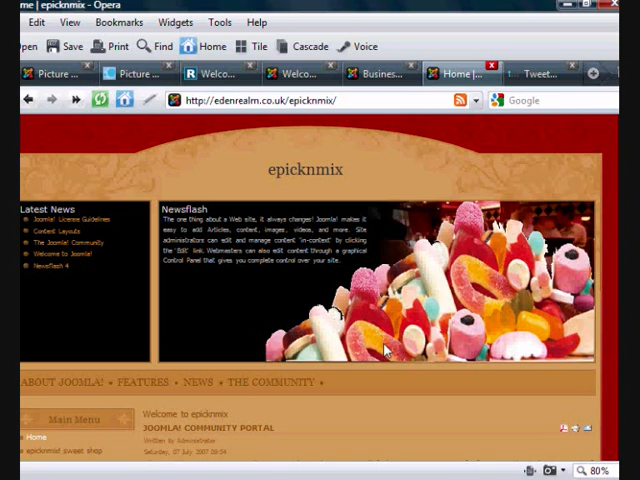 me | epicknmix - Opera
Edit View Bookmarks Widgets Tools Help
Open Save Print Find Home Tile Cascade Voice
Picture ... Picture ... Welco... Welco... Busines... Home |... Tweet...
http://edenrealm.co.uk/epicknmix/ Google
epicknmix
Latest News
Joomla! License Guidelines
Content Layouts
The Joomla! Community
Welcome to Joomla!
Newsflash 4
Newsflash
The one thing about a Web site, it always changes! Joomla! makes it
easy to add Articles, content, images, videos, and more. Site
administrators can edit and manage content 'in-context' by clicking
the 'Edit' link. Webmasters can also edit content through a graphical
Control Panel that gives you complete control over your site.
ABOUT JOOMLA! • FEATURES • NEWS • THE COMMUNITY •
Main Menu
Home
epicknmix! sweet shop
Welcome to epicknmix
JOOMLA! COMMUNITY PORTAL
Written by Administrator
Saturday, 07 July 2007 09:54
80%